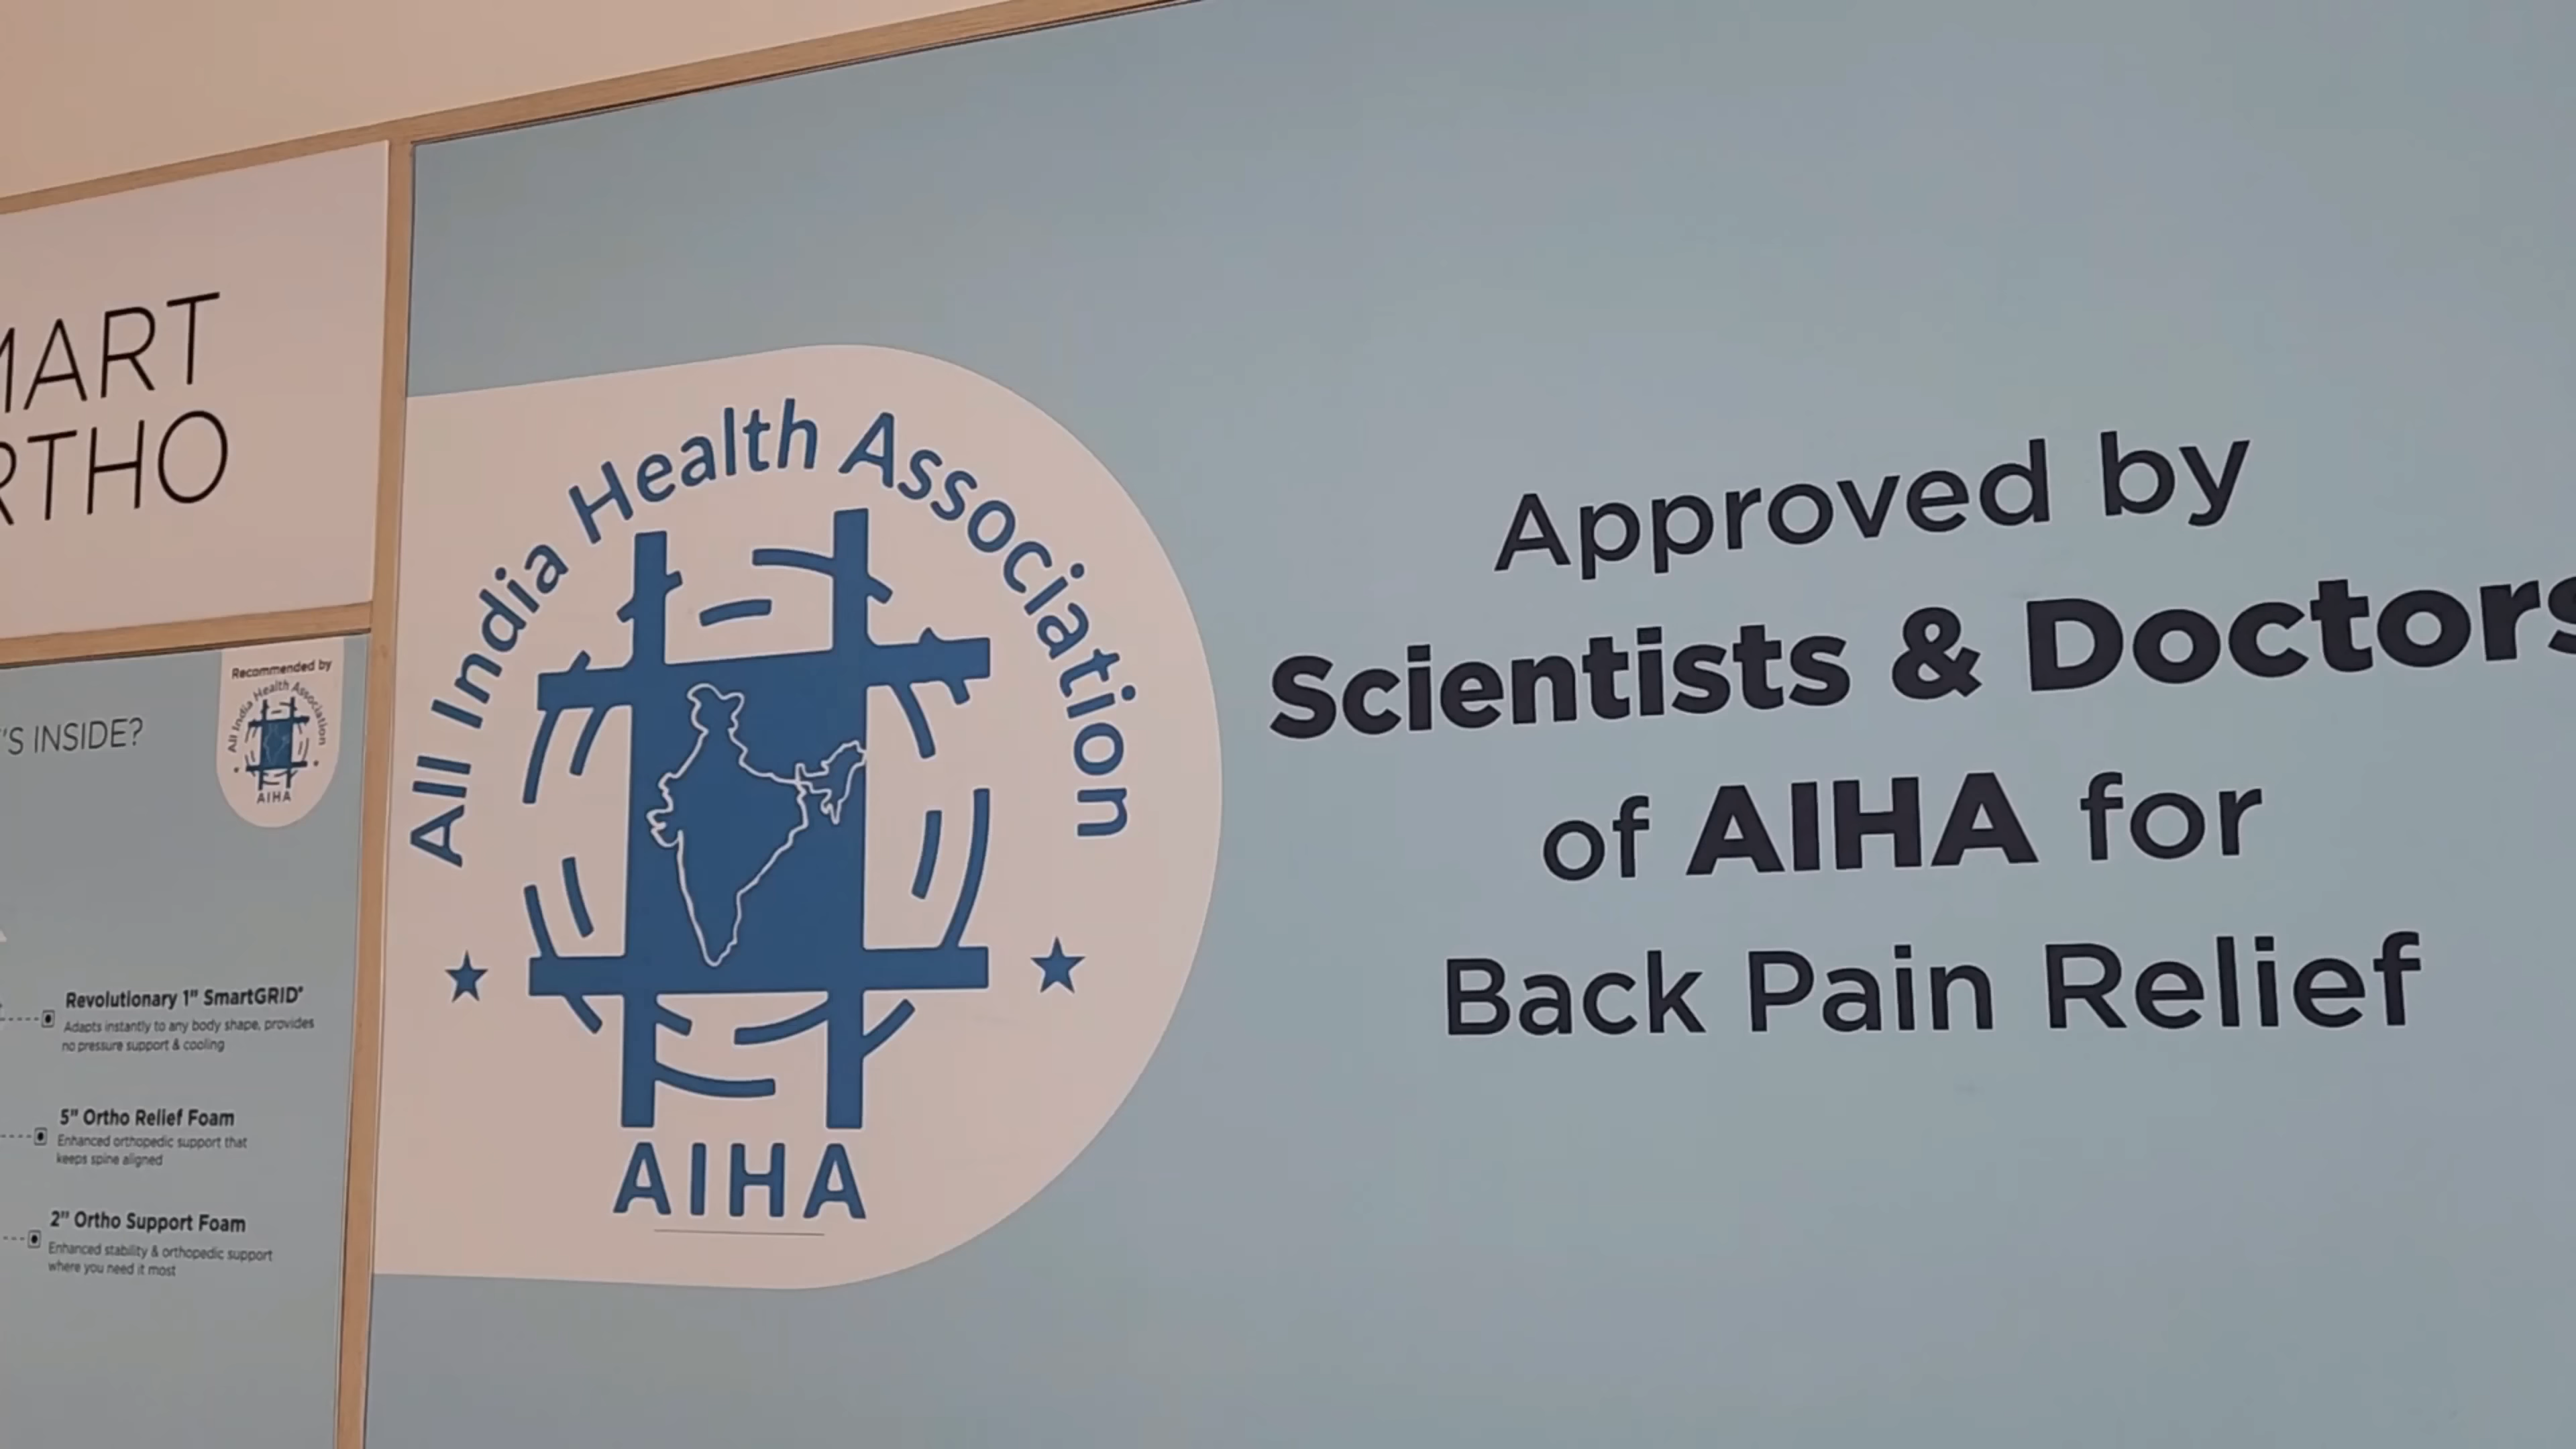 MART
RTHO
'S INSIDE?
Recommended by
All India Health Association
AIHA
Revolutionary 1" SmartGRID®
Adapts instantly to any body shape, provides
no pressure support & cooling
5" Ortho Relief Foam
Enhanced orthopedic support that
keeps spine aligned
2" Ortho Support Foam
Enhanced stability & orthopedic support
where you need it most
All India Health Association
AIHA
Approved by
Scientists & Doctors
of AIHA for
Back Pain Relief